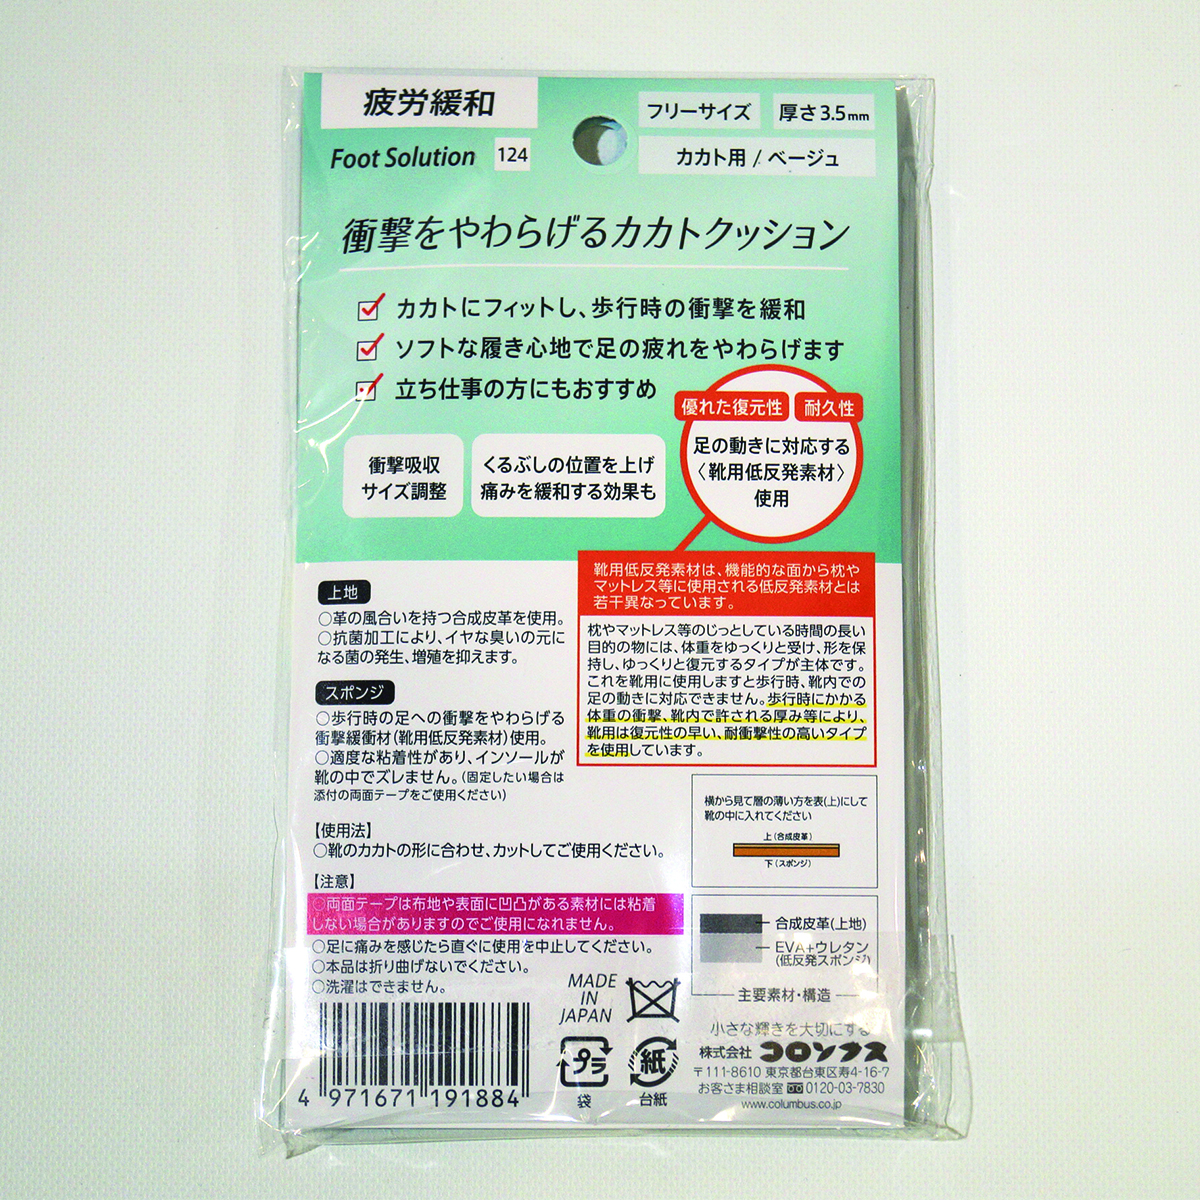 疲労緩和
フリーサイズ
厚さ3.5mm
Foot Solution 124
カカト用 / ベージュ
衝撃をやわらげるカカトクッション
カカトにフィットし、歩行時の衝撃を緩和
ソフトな履き心地で足の疲れをやわらげます
立ち仕事の方にもおすすめ
優れた復元性
耐久性
足の動きに対応する
〈靴用低反発素材〉
使用
衝撃吸収
サイズ調整
くるぶしの位置を上げ
痛みを緩和する効果も
靴用低反発素材は、機能的な面から枕や
マットレス等に使用される低反発素材とは
若干異なっています。
枕やマットレス等のじっとしている時間の長い
目的の物には、体重をゆっくりと受け、形を保
持し、ゆっくりと復元するタイプが主体です。
これを靴用に使用しますと歩行時、靴内での
足の動きに対応できません。歩行時にかかる
体重の衝撃、靴内で許される厚み等により、
靴用は復元性の早い、耐衝撃性の高いタイプ
を使用しています。
上地
○革の風合いを持つ合成皮革を使用。
○抗菌加工により、イヤな臭いの元に
なる菌の発生、増殖を抑えます。
スポンジ
○歩行時の足への衝撃をやわらげる
衝撃緩衝材(靴用低反発素材)使用。
○適度な粘着性があり、インソールが
靴の中でズレません。(固定したい場合は
添付の両面テープをご使用ください)
【使用法】
○靴のカカトの形に合わせ、カットしてご使用ください。
【注意】
○両面テープは布地や表面に凹凸がある素材には粘着
しない場合がありますのでご使用になれません。
○足に痛みを感じたら直ぐに使用を中止してください。
○本品は折り曲げないでください。
○洗濯はできません。
横から見て層の薄い方を表(上)にして
靴の中に入れてください
上(合成皮革)
下(スポンジ)
合成皮革(上地)
EVA+ウレタン
(低反発スポンジ)
主要素材・構造
MADE
IN
JAPAN
プラ
袋
紙
台紙
4 971671 191884
小さな輝きを大切にする
株式会社 コロンブス
〒111-8610 東京都台東区寿4-16-7
お客さま相談室 0120-03-7830
www.columbus.co.jp